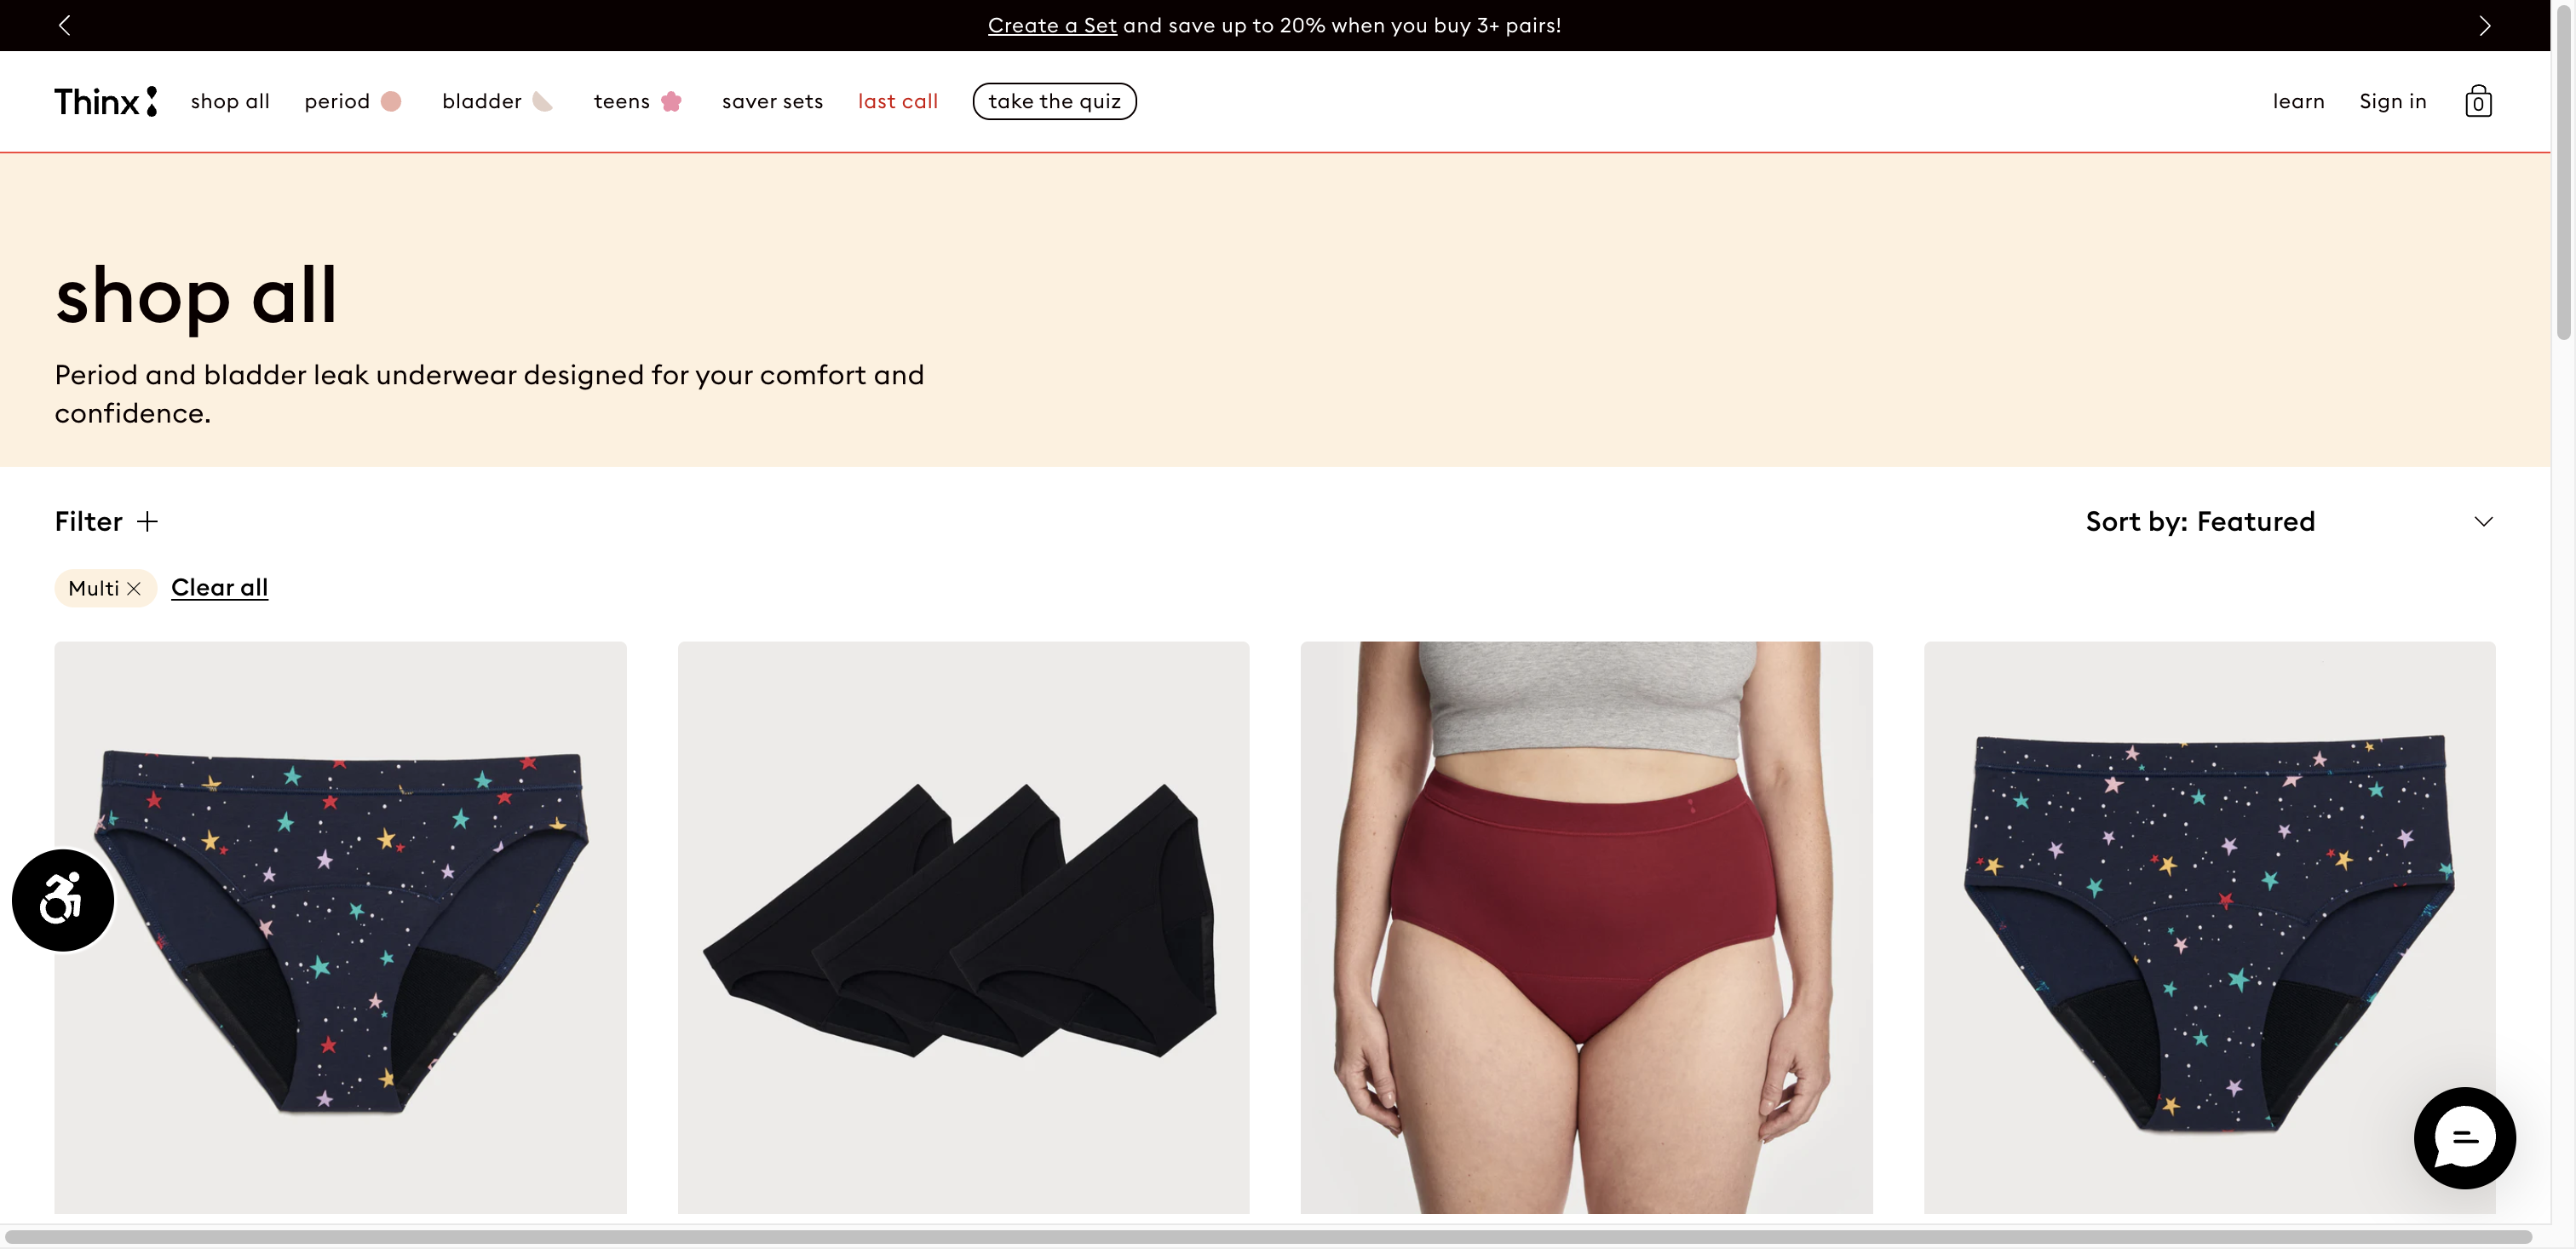 Create a Set and save up to 20% when you buy 3+ pairs!
Thinx shop all period bladder teens saver sets last call take the quiz learn Sign in 0
shop all
Period and bladder leak underwear designed for your comfort and
confidence.
Filter Sort by: Featured
Multi Clear all